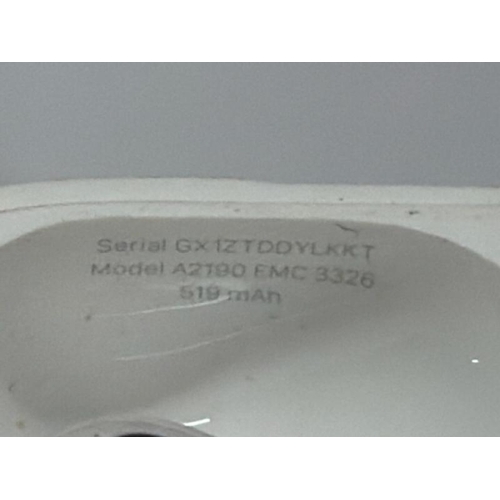 Serial GX1ZTDDYLKKT
Model A2190 EMC 3326
519 mAh